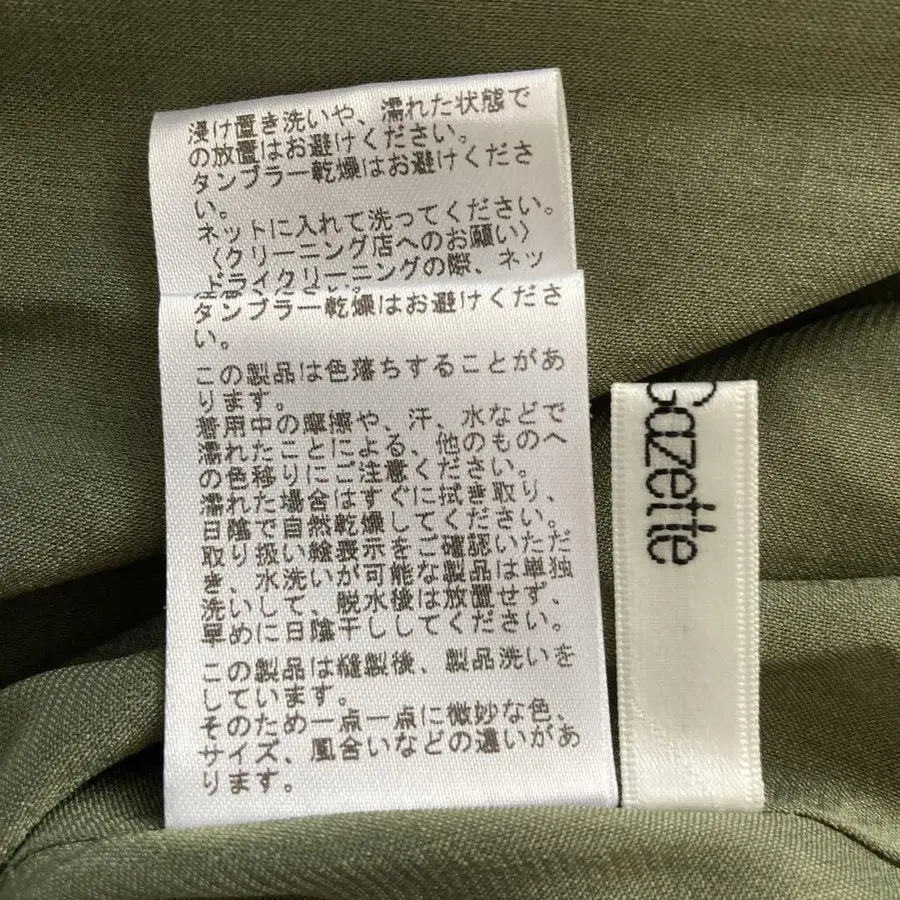 浸け置き洗いや、濡れた状態で
の放置はお避けください。
タンブラー乾燥はお避けくださ
い。
ネットに入れて洗ってください。
〈クリーニング店へのお願い〉
ドライクリーニングの際、ネッ
タンブラー乾燥はお避けくださ
い。
この製品は色落ちすることがあ
ります。
着用中の摩擦や、汗、水などで
濡れたことによる、他のものへ
の色移りにご注意ください。
濡れた場合はすぐに拭き取り、
日陰で自然乾燥してください。
取り扱い絵表示をご確認いただ
き、水洗いが可能な製品は単独
洗いして、脱水後は放置せず、
早めに日陰干ししてください。
この製品は縫製後、製品洗いを
しています。
そのため一点一点に微妙な色、
サイズ、風合いなどの違いがあ
ります。
Gazette